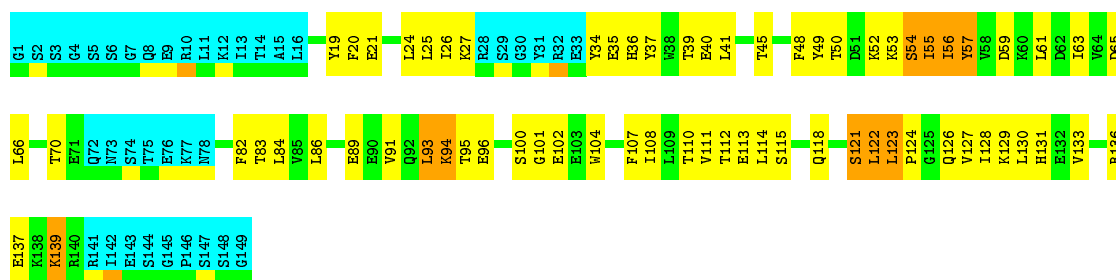 G1 S2 S3 G4 S5 S6 G7 Q8 E9 R10 L11 K12 I13 T14 A15 L16 Y19 F20 E21 L24 L25 I26 K27 R28 S29 G30 Y31 R32 E33 Y34 E35 H36 Y37 W38 T39 E40 L41 T45 F48 Y49 T50 D51 K52 K53 S54 I55 I56 Y57 V58 D59 K60 L61 D62 I63 V64 D65
L66 T70 E71 Q72 N73 S74 T75 E76 K77 N78 F82 T83 L84 V85 L86 E89 E90 V91 Q92 L93 K94 T95 E96 S100 G101 E102 E103 W104 F107 I108 L109 T110 V111 T112 E113 L114 S115 Q118 S121 L122 L123 P124 G125 Q126 V127 I128 K129 L130 H131 E132 V133 R136
E137 K138 K139 R140 R141 I142 E143 S144 G145 P146 S147 S148 G149